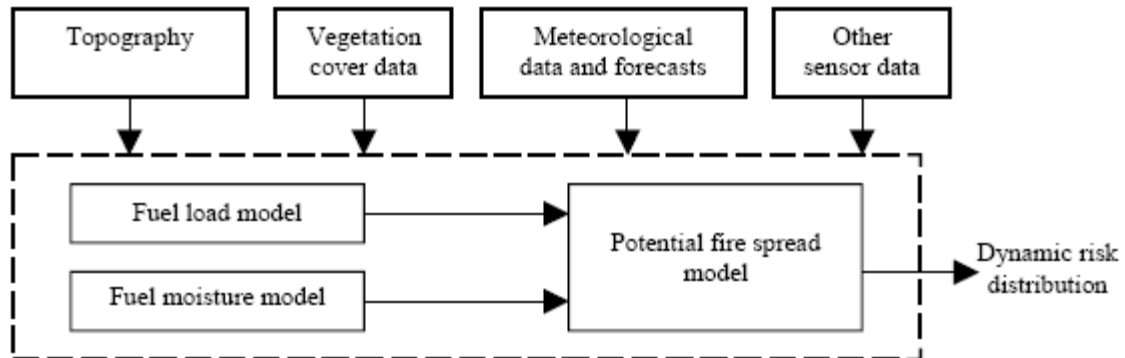 Topography
Vegetation
cover data
Meteorological
data and forecasts
Other
sensor data
Fuel load model
Fuel moisture model
Potential fire spread
model
Dynamic risk
distribution